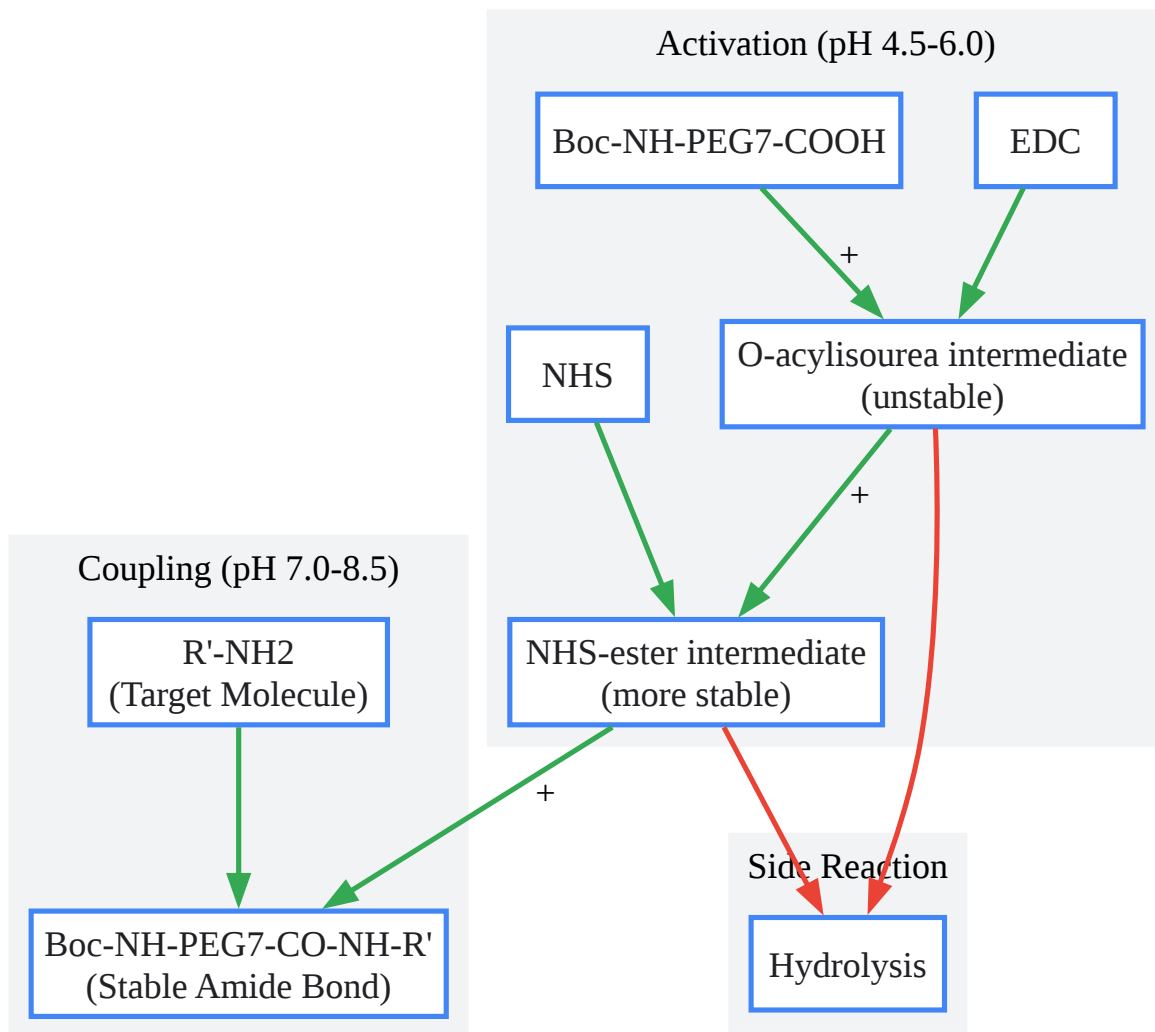 Activation (pH 4.5-6.0)
Boc-NH-PEG7-COOH
EDC
+
NHS
O-acylisourea intermediate
(unstable)
+
Coupling (pH 7.0-8.5)
R'-NH2
(Target Molecule)
NHS-ester intermediate
(more stable)
+
Side Reaction
Boc-NH-PEG7-CO-NH-R'
(Stable Amide Bond)
Hydrolysis